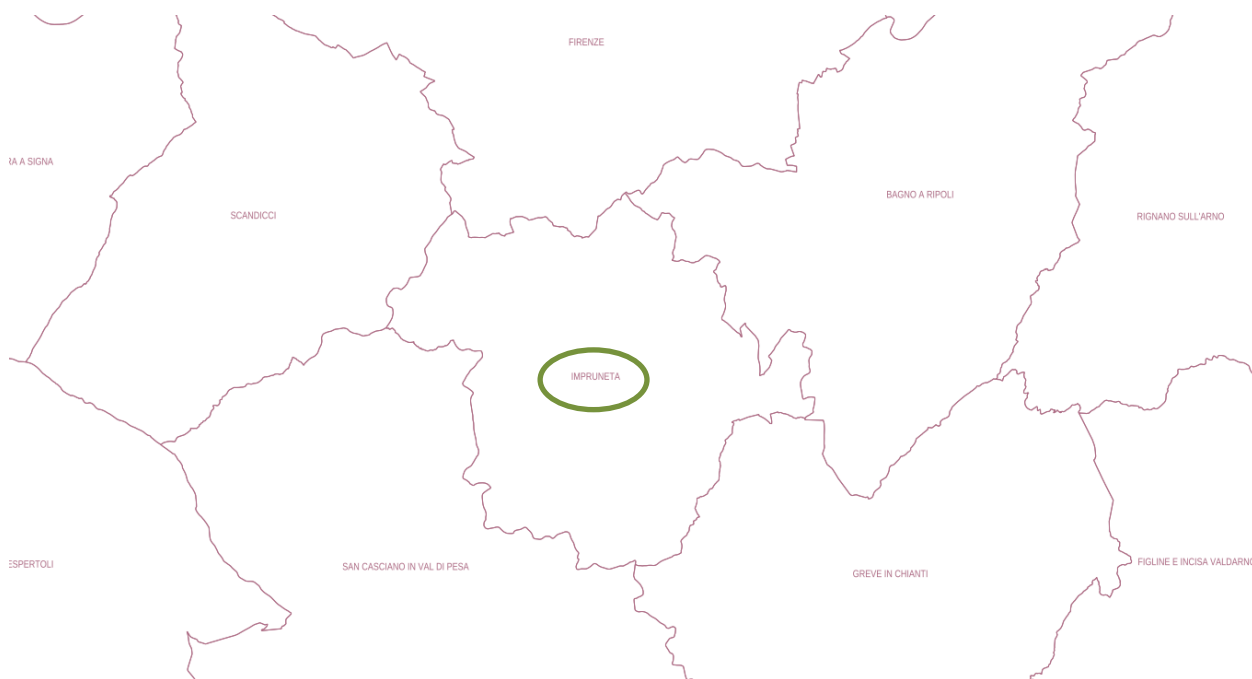 FIRENZE
A SIGNA
BAGNO A RIPOLI
SCANDICCI
RIGNANO SULL'ARNO
IMPRUNETA
FIGLINE E INCISA VALDARNO
ESPERTOLI
SAN CASCIANO IN VAL DI PESA
GREVE IN CHIANTI